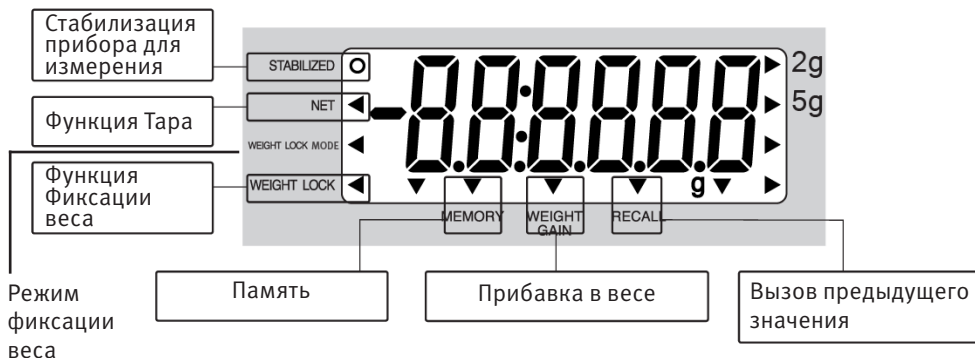 Стабилизация
прибора для
измерения
STABILIZED
2g
NET
5g
Функция Тара
WEIGHT LOCK MODE
Функция
Фиксации
веса
WEIGHT LOCK
-88:8888
g
MEMORY
WEIGHT
GAIN
RECALL
Режим
фиксации
веса
Память
Прибавка в весе
Вызов предыдущего
значения